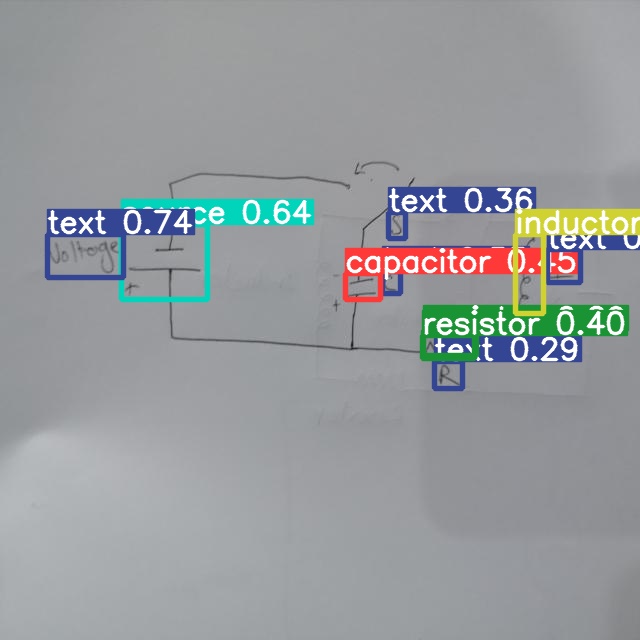 text 0.74
source 0.64
text 0.36
inductor
text 0.
capacitor 0.45
resistor 0.40
text 0.29
Voltage
+
S
+
C
R